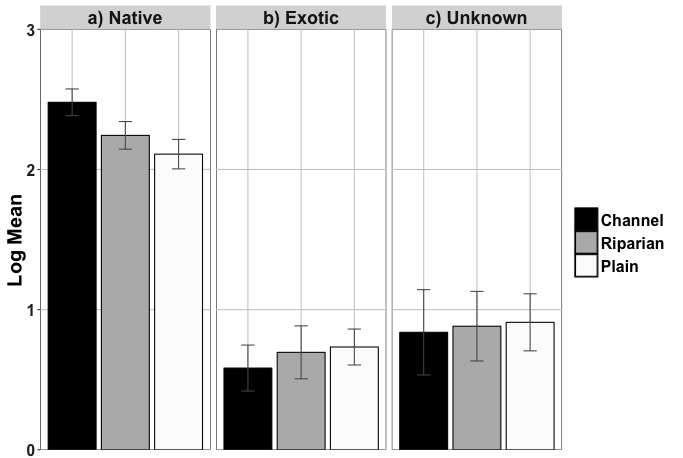 a) Native
b) Exotic
c) Unknown
3
2
1
0
Log Mean
Channel
Riparian
Plain